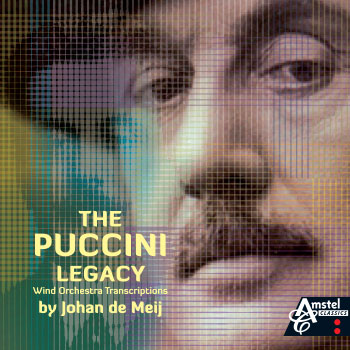 THE
PUCCINI
LEGACY
Wind Orchestra Transcriptions
by Johan de Meij
Amstel
CLASSICS